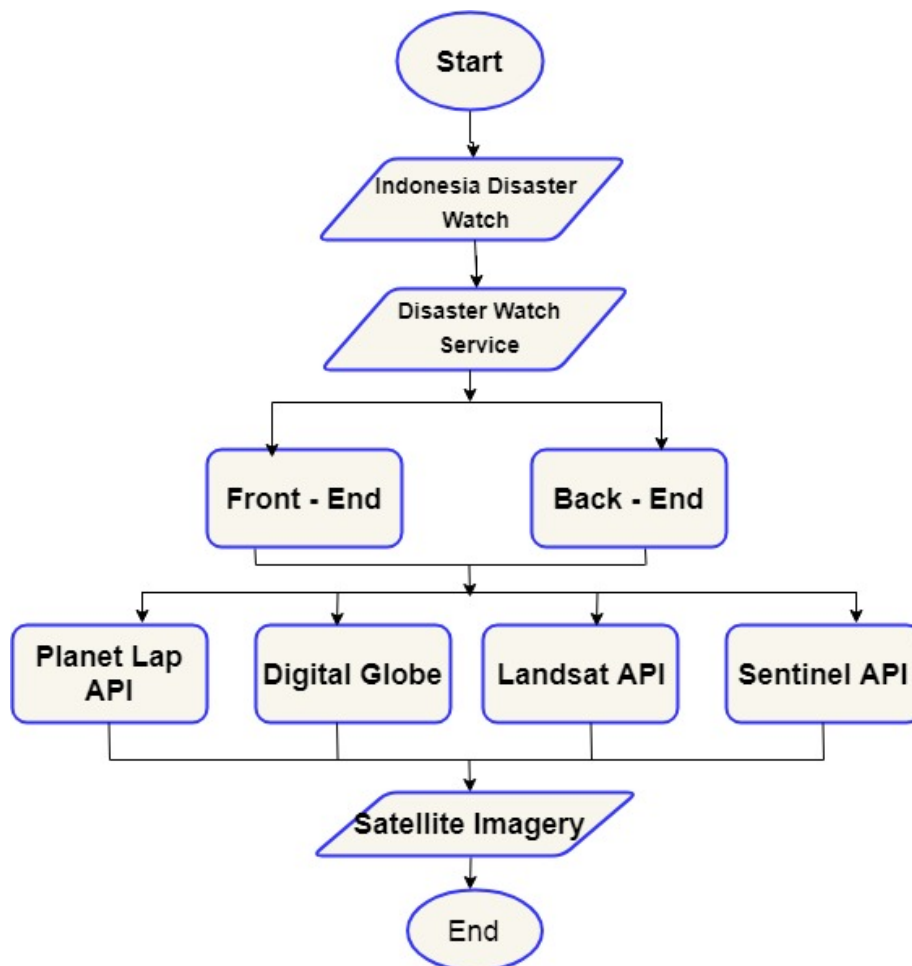 Start
Indonesia Disaster
Watch
Disaster Watch
Service
Front - End
Back - End
Planet Lap
API
Digital Globe
Landsat API
Sentinel API
Satellite Imagery
End